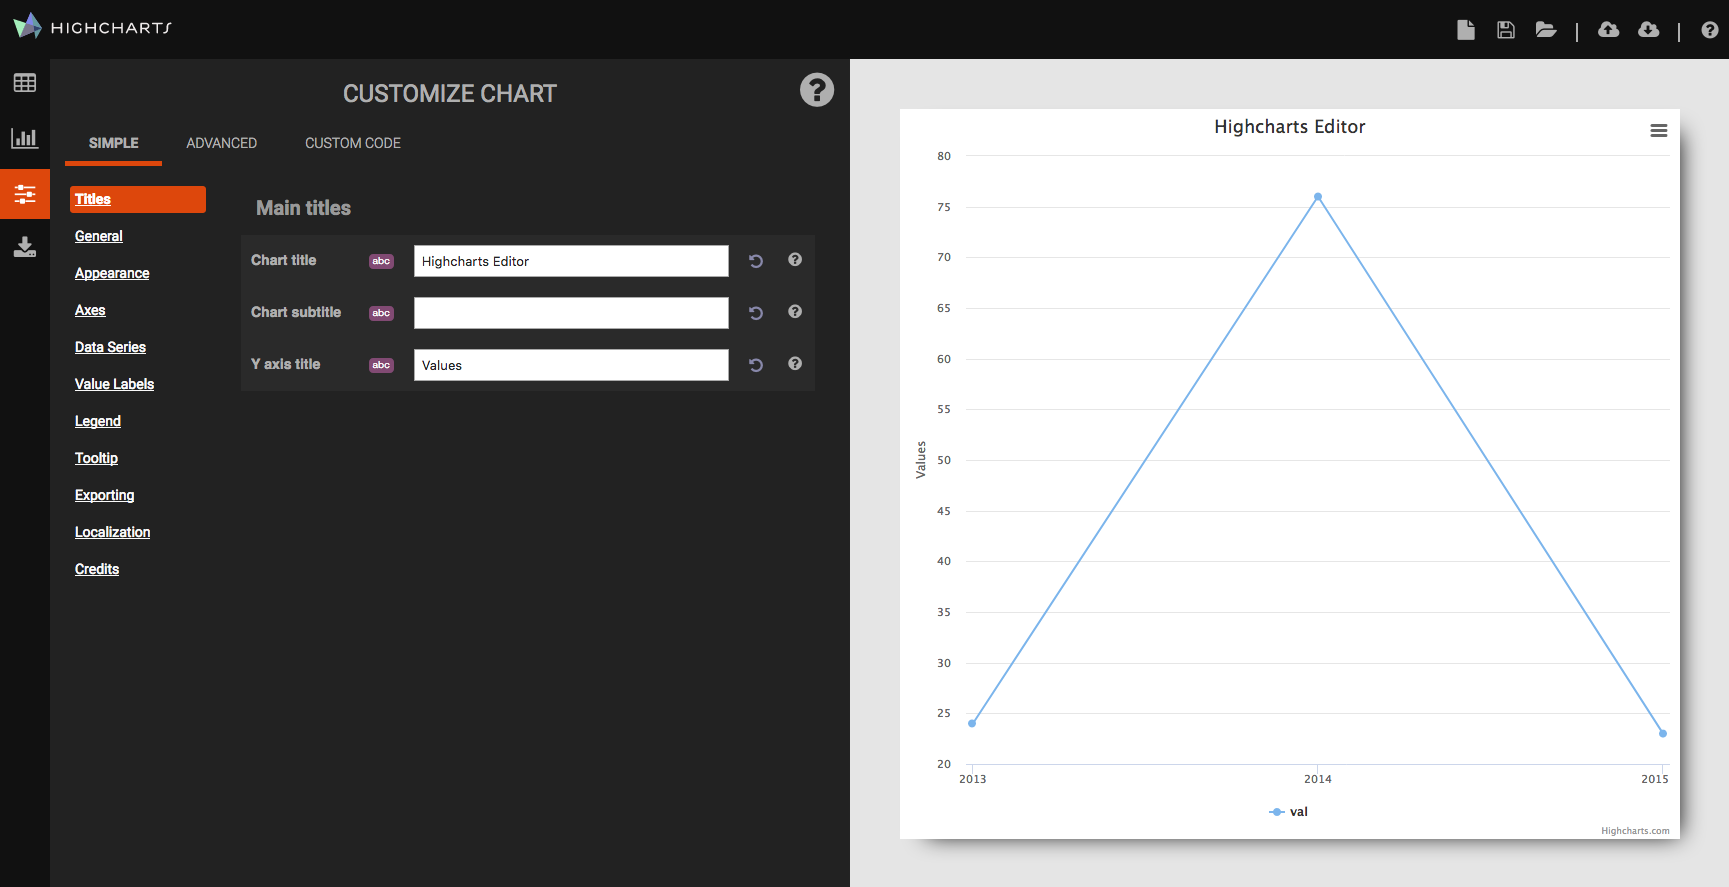 HIGHCHARTS
CUSTOMIZE CHART
SIMPLE
ADVANCED
CUSTOM CODE
Titles
General
Appearance
Axes
Data Series
Value Labels
Legend
Tooltip
Exporting
Localization
Credits
Main titles
Chart title abc Highcharts Editor
Chart subtitle abc
Y axis title abc Values
Highcharts Editor
80
75
70
65
60
55
50
45
40
35
30
25
20
Values
2013 2014 2015
val
Highcharts.com